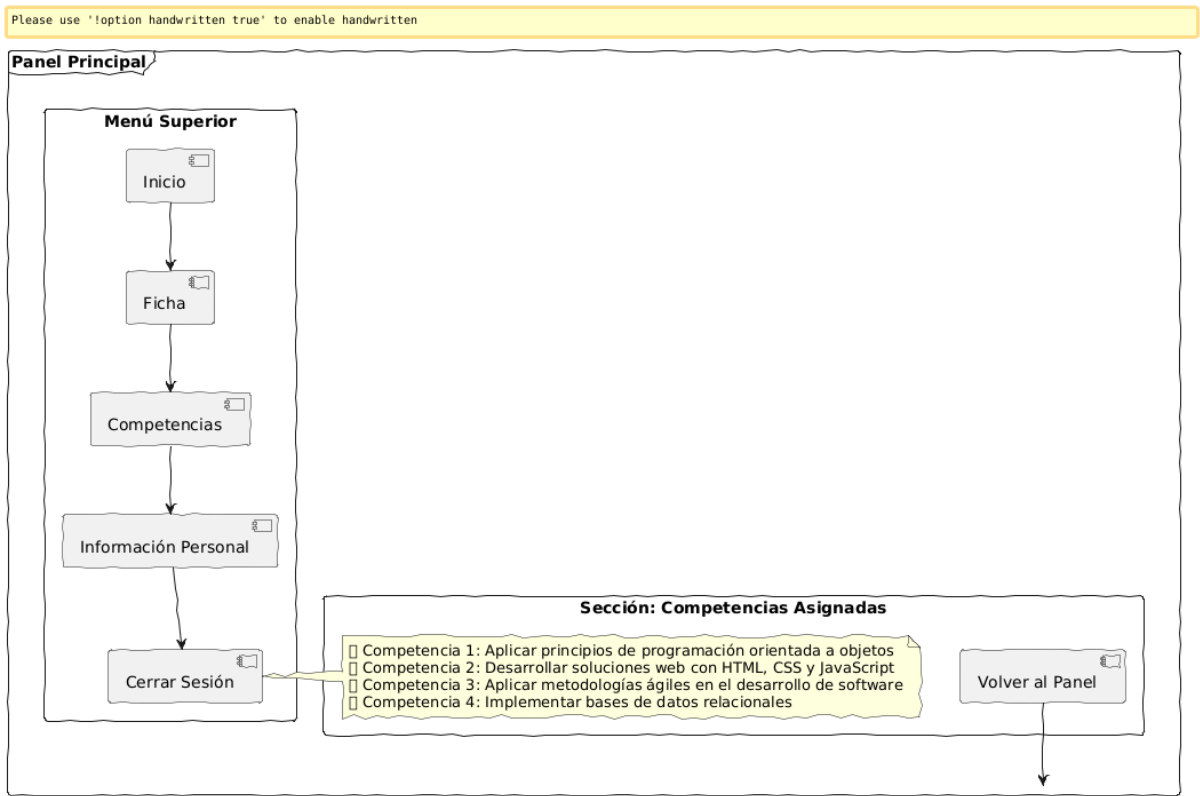 Please use '!option handwritten true' to enable handwritten
Panel Principal
Menú Superior
Inicio
Ficha
Competencias
Información Personal
Cerrar Sesión
Sección: Competencias Asignadas
Competencia 1: Aplicar principios de programación orientada a objetos
Competencia 2: Desarrollar soluciones web con HTML, CSS y JavaScript
Competencia 3: Aplicar metodologías ágiles en el desarrollo de software
Competencia 4: Implementar bases de datos relacionales
Volver al Panel